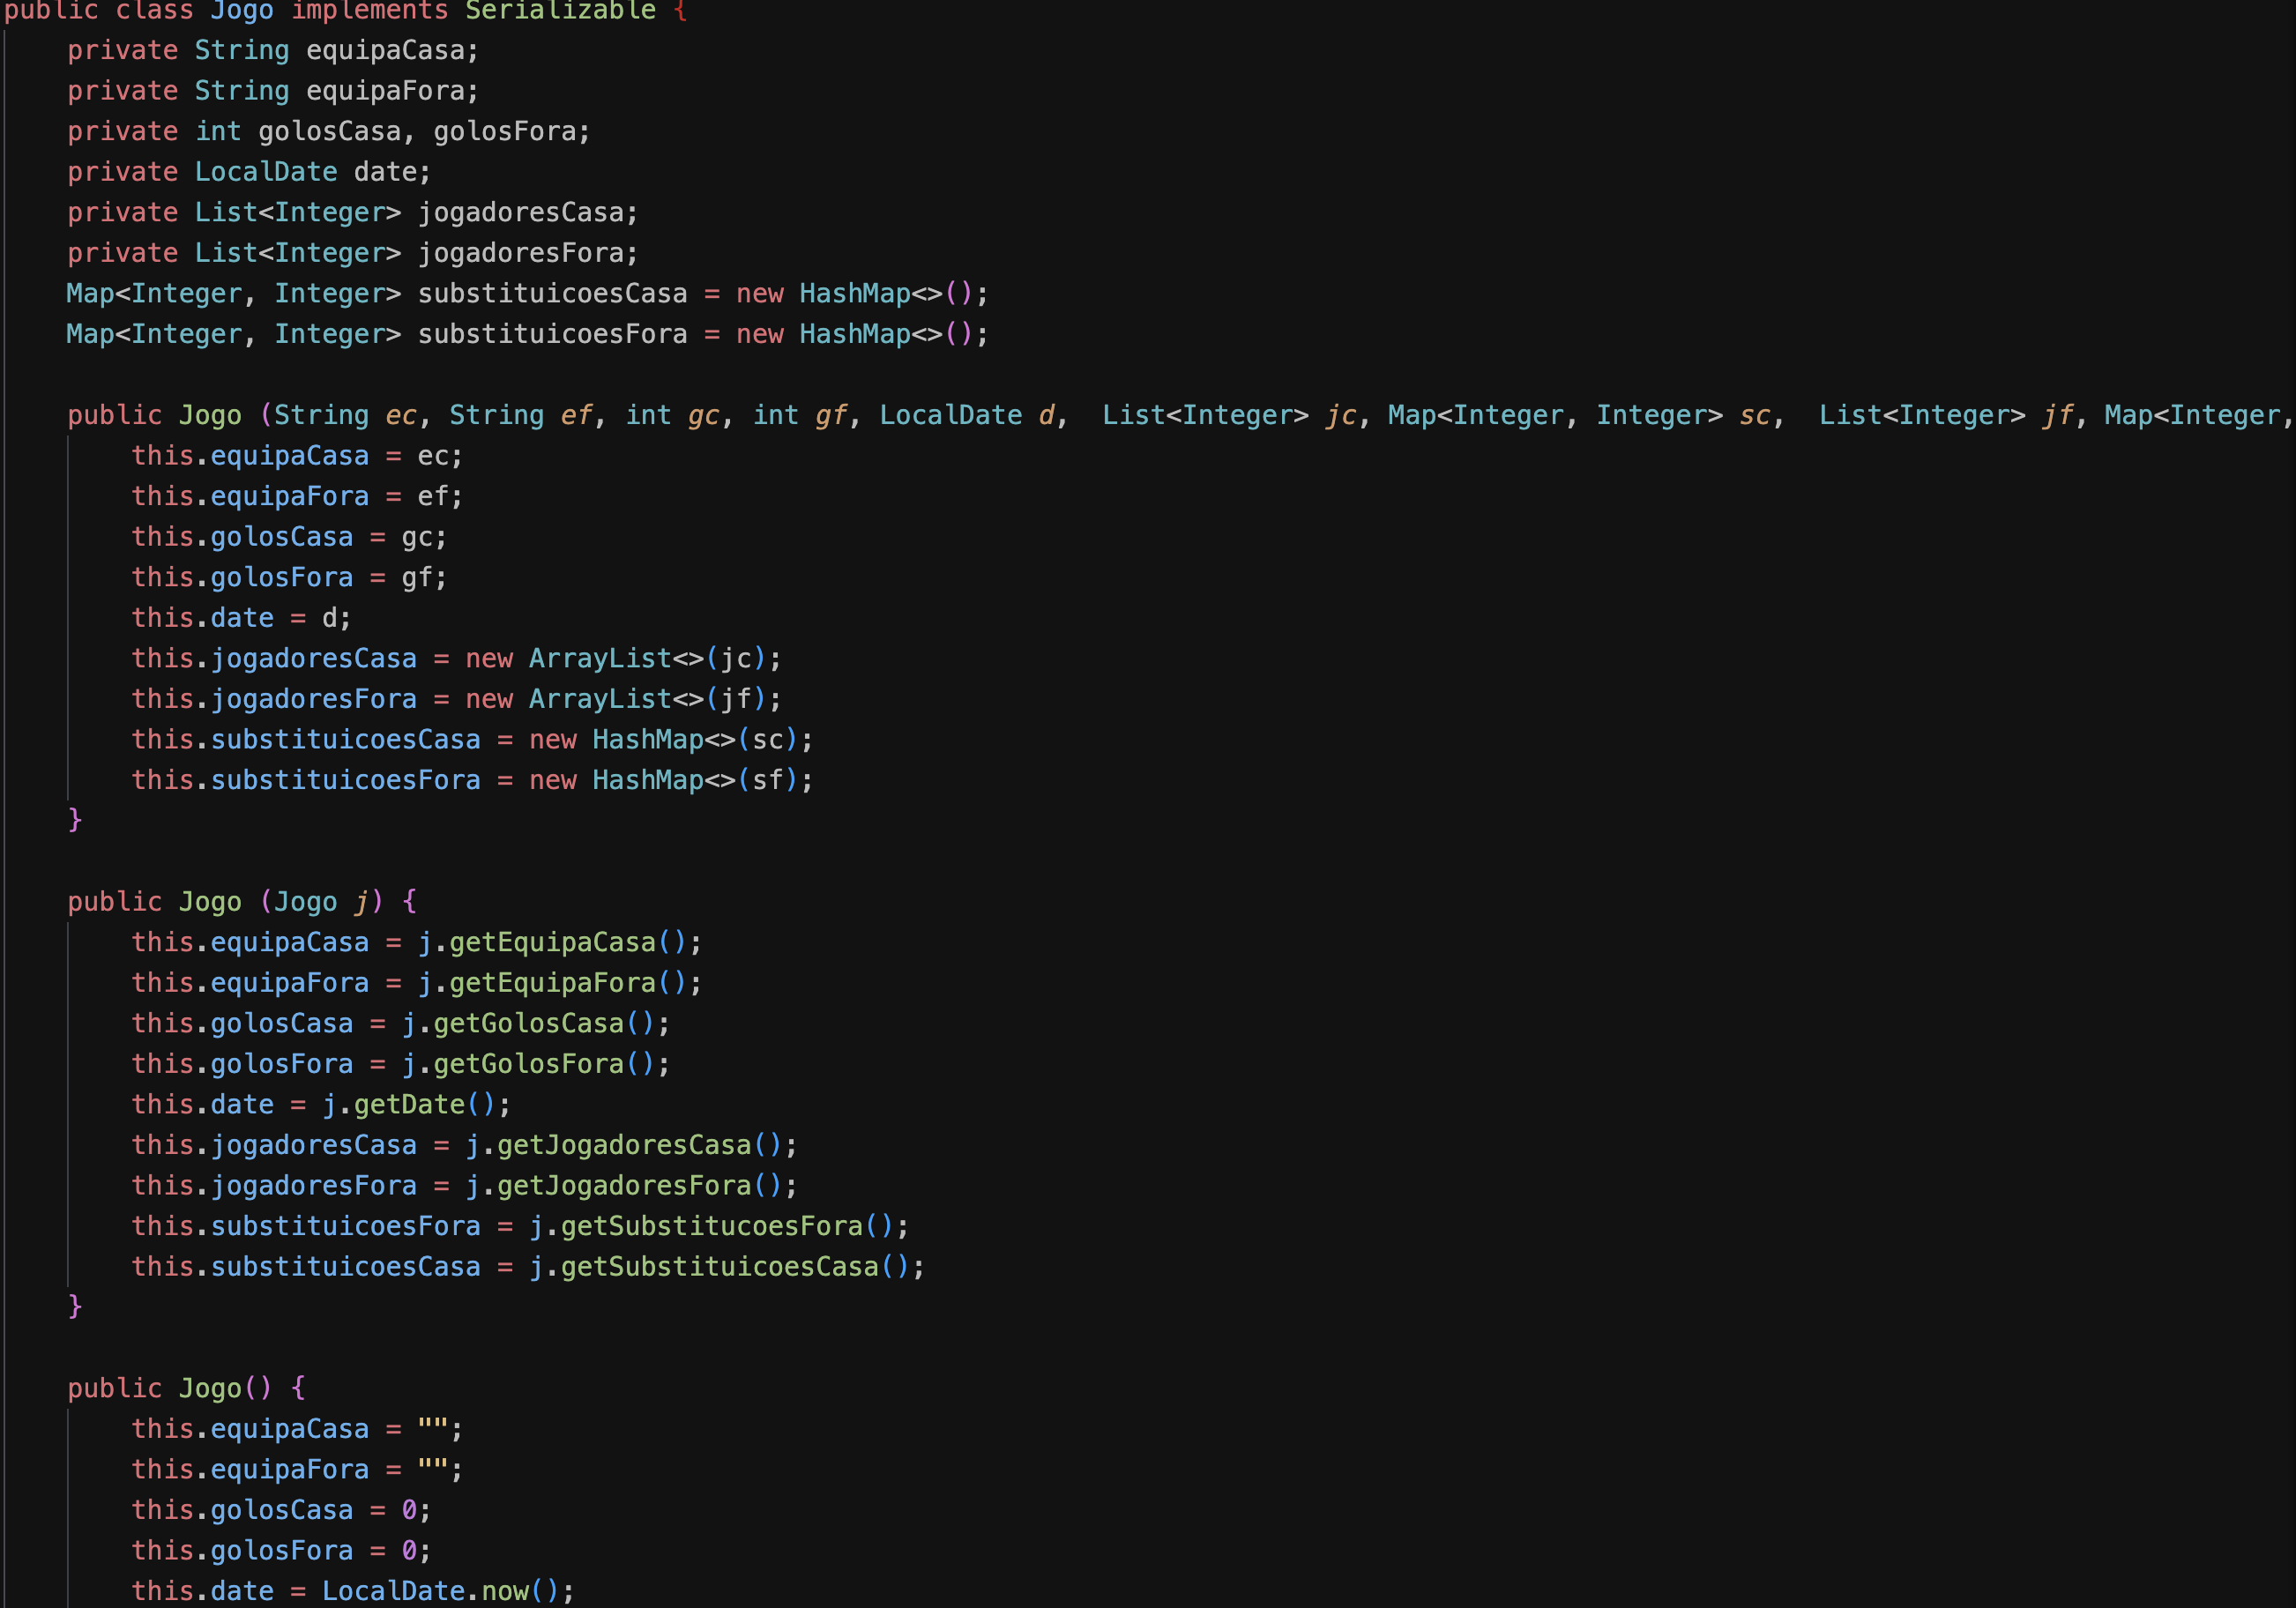 public class Jogo implements Serializable {
    private String equipaCasa;
    private String equipaFora;
    private int golosCasa, golosFora;
    private LocalDate date;
    private List<Integer> jogadoresCasa;
    private List<Integer> jogadoresFora;
    Map<Integer, Integer> substituicoesCasa = new HashMap<>();
    Map<Integer, Integer> substituicoesFora = new HashMap<>();

    public Jogo (String ec, String ef, int gc, int gf, LocalDate d,  List<Integer> jc, Map<Integer, Integer> sc,  List<Integer> jf, Map<Integer,
        this.equipaCasa = ec;
        this.equipaFora = ef;
        this.golosCasa = gc;
        this.golosFora = gf;
        this.date = d;
        this.jogadoresCasa = new ArrayList<>(jc);
        this.jogadoresFora = new ArrayList<>(jf);
        this.substituicoesCasa = new HashMap<>(sc);
        this.substituicoesFora = new HashMap<>(sf);
    }

    public Jogo (Jogo j) {
        this.equipaCasa = j.getEquipaCasa();
        this.equipaFora = j.getEquipaFora();
        this.golosCasa = j.getGolosCasa();
        this.golosFora = j.getGolosFora();
        this.date = j.getDate();
        this.jogadoresCasa = j.getJogadoresCasa();
        this.jogadoresFora = j.getJogadoresFora();
        this.substituicoesFora = j.getSubstitucoesFora();
        this.substituicoesCasa = j.getSubstituicoesCasa();
    }

    public Jogo() {
        this.equipaCasa = "";
        this.equipaFora = "";
        this.golosCasa = 0;
        this.golosFora = 0;
        this.date = LocalDate.now();